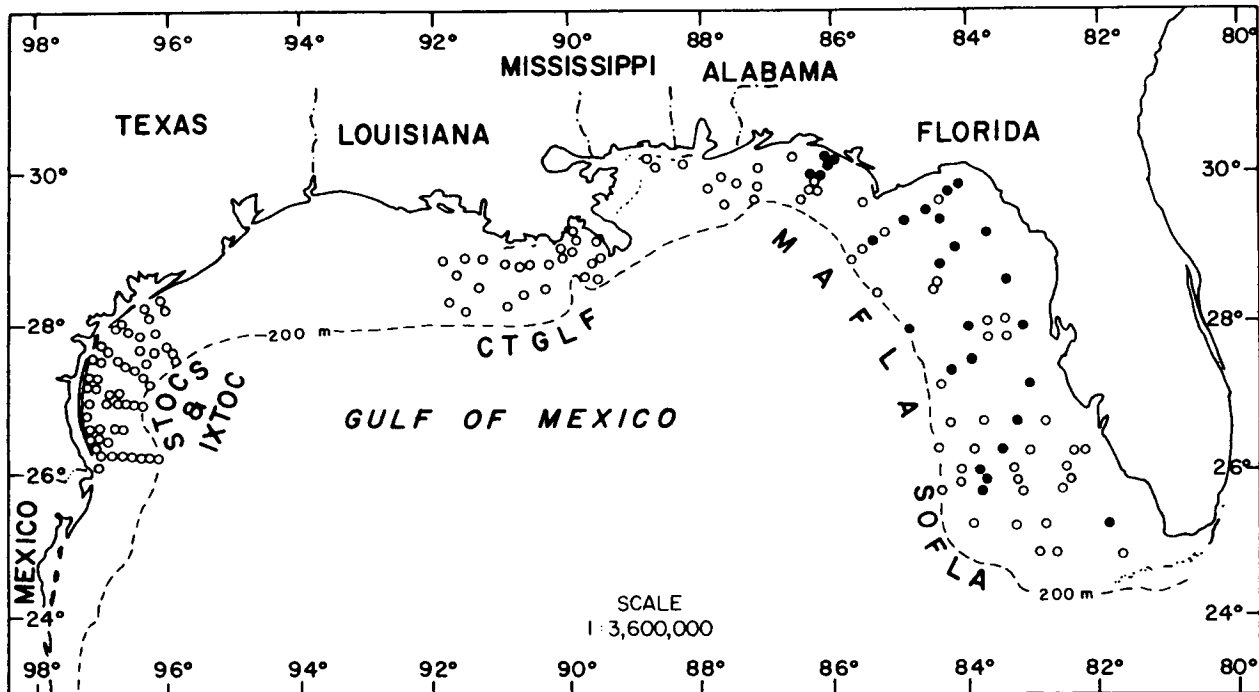 98° 96° 94° 92° 90° 88° 86° 84° 82° 80°
MISSISSIPPI ALABAMA
TEXAS LOUISIANA FLORIDA
30° 30°
MAFLA
28° 200 m CTGLF 28°
STOCS
&
IXTOC
GULF OF MEXICO
26° 26°
SOFLA
MEXICO
SCALE
1:3,600,000
200 m
24° 24°
98° 96° 94° 92° 90° 88° 86° 84° 82° 80°